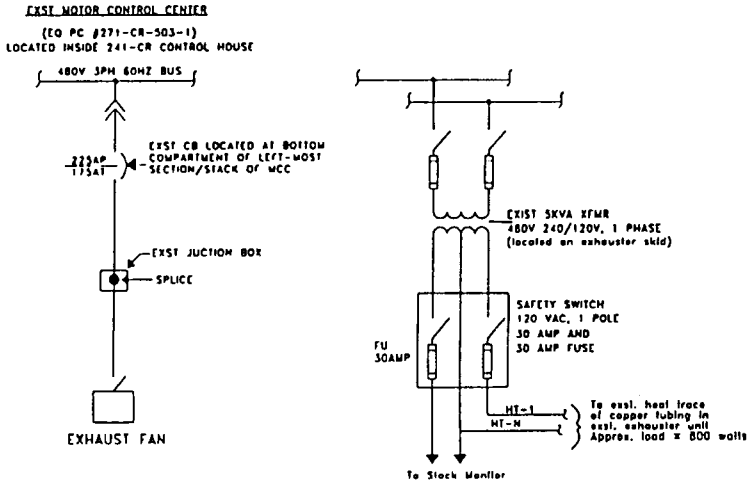 EXST MOTOR CONTROL CENTER
(EQ PC #271-CR-503-1)
LOCATED INSIDE 241-CR CONTROL HOUSE
480V 3PH 60HZ BUS
225AP
175AT
EXST CB LOCATED AT BOTTOM
COMPARTMENT OF LEFT-MOST
SECTION/STACK OF MCC
EXST JUCTION BOX
SPLICE
EXHAUST FAN
EXIST 5KVA XFMR
480V 240/120V, 1 PHASE
(located on exhauster skid)
SAFETY SWITCH
120 VAC, 1 POLE
30 AMP AND
30 AMP FUSE
FU
30AMP
HT-1
HT-N
To exst. heat trace
of copper tubing in
exst. exhauster unit
Approx. load = 800 watts
To Stack Monitor